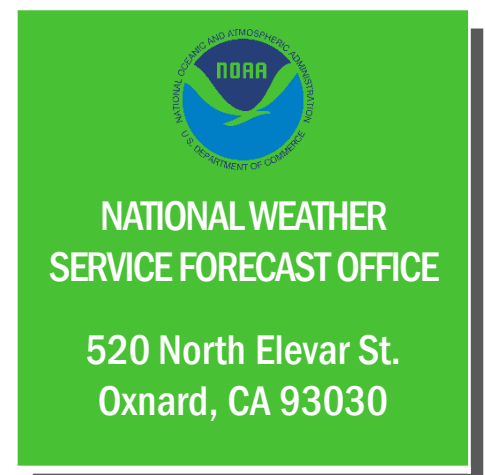 NATIONAL OCEANIC AND ATMOSPHERIC ADMINISTRATION
NOAA
U.S. DEPARTMENT OF COMMERCE
NATIONAL WEATHER
SERVICE FORECAST OFFICE
520 North Elevar St.
Oxnard, CA 93030